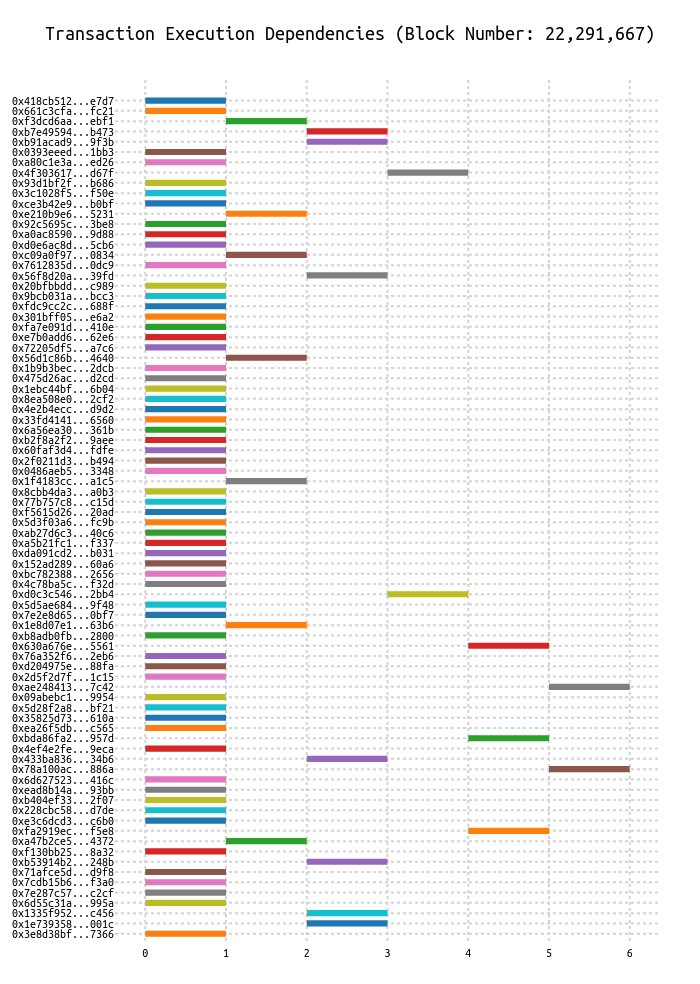 Transaction Execution Dependencies (Block Number: 22,291,667)
0x418cb512...e7d7
0x661c3cfa...fc21
0xf3dcd6aa...ebf1
0xb7e49594...b473
0xb91acad9...9f3b
0x0393eeed...1bb3
0xa80c1e3a...ed26
0x4f303617...d67f
0x93d1bf2f...b686
0x3c1028f5...f50e
0xce3b42e9...b0bf
0xe210b9e6...5231
0x92c5695c...3be8
0xa0ac8590...9d88
0xd0e6ac8d...5cb6
0xc09a0f97...0834
0x7612835d...0dc9
0x56f8d20a...39fd
0x20bfbbdd...c989
0x9bcb031a...bcc3
0xfdc9cc2c...688f
0x301bff05...e6a2
0xfa7e091d...410e
0xe7b0add6...62e6
0x72205df5...a7c6
0x56d1c86b...4640
0x1b9b3bec...2dcb
0x475d26ac...d2cd
0x1ebc44bf...6b04
0x8ea508e0...2cf2
0x4e2b4ecc...d9d2
0x33fd4141...6560
0x6a56ea30...361b
0xb2f8a2f2...9aee
0x60faf3d4...fdfe
0x2f0211d3...b494
0x0486aeb5...3348
0x1f4183cc...a1c5
0x8cbb4da3...a0b3
0x77b757c8...c15d
0xf5615d26...20ad
0x5d3f03a6...fc9b
0xab27d6c3...40c6
0xa5b21fc1...f337
0xda091cd2...b031
0x152ad289...60a6
0xbc782388...2656
0x4c78ba5c...f32d
0xd0c3c546...2bb4
0x5d5ae684...9f48
0x7e2e8d65...0bf7
0x1e8d07e1...63b6
0xb8adb0fb...2800
0x630a676e...5561
0x76a352f6...2eb6
0xd204975e...88fa
0x2d5f2d7f...1c15
0xae248413...7c42
0x09abebc1...9954
0x5d28f2a8...bf21
0x35825d73...610a
0xea26f5db...c565
0xbda86fa2...957d
0x4ef4e2fe...9eca
0x433ba836...34b6
0x78a100ac...886a
0x6d627523...416c
0xead8b14a...93bb
0xb404ef33...2f07
0x228cbc58...d7de
0xe3c6dcd3...c6b0
0xfa2919ec...f5e8
0xa47b2ce5...4372
0xf130bb25...8a32
0xb53914b2...248b
0x71afce5d...d9f8
0x7cdb15b6...f3a0
0x7e287c57...c2cf
0x6d55c31a...995a
0x1335f952...c456
0x1e739358...001c
0x3e8d38bf...7366
0 1 2 3 4 5 6